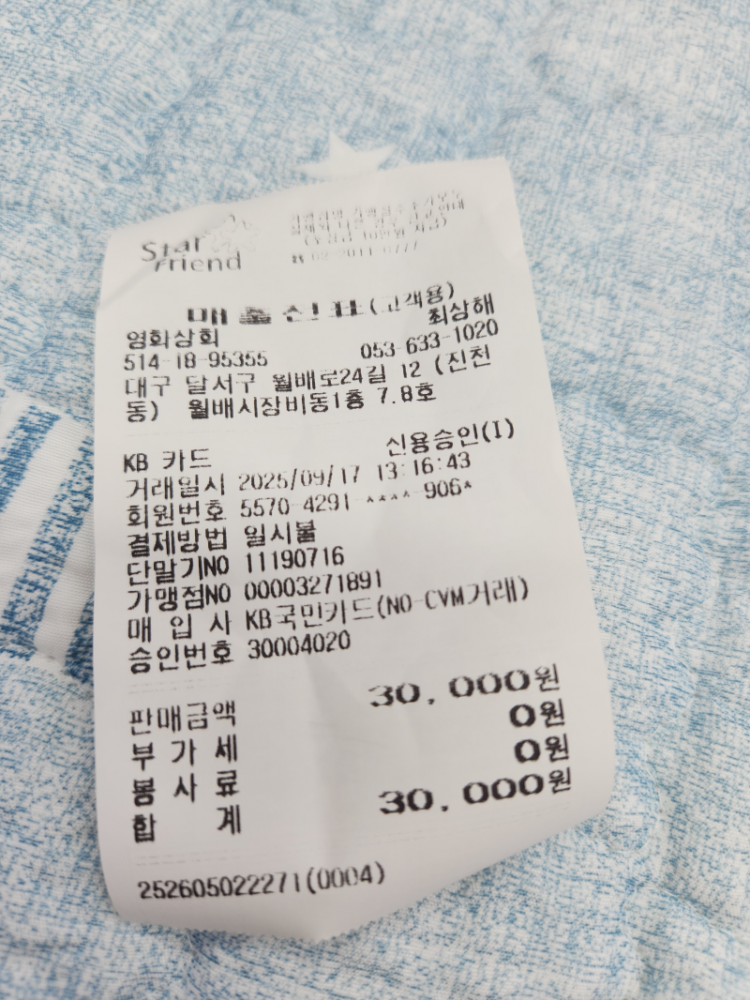 Star
friend
(고객용)
영화상회 최상해
514-18-95355 053-633-1020
대구 달서구 월배로24길 12 (진천
동) 월배시장비동1층 7.8호
KB 카드 신용승인(I)
거래일시 2025/09/17 13:16:43
회원번호 5570-4291-****-906*
결제방법 일시불
단말기NO 11190716
가맹점NO 00003271891
매 입 사 KB국민카드(NO-CVM거래)
승인번호 30004020
판매금액 30,000원
부 가 세 0원
봉 사 료 0원
합 계 30,000원
252605022271(0004)